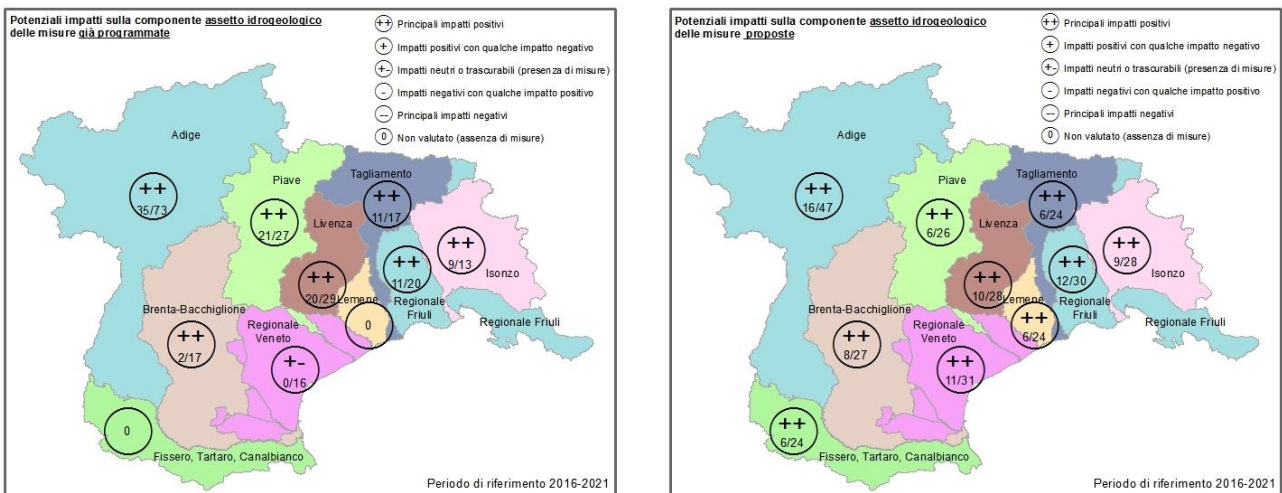 Potenziali impatti sulla componente assetto idrogeologico
delle misure già programmate
++ Principali impatti positivi
+ Impatti positivi con qualche impatto negativo
+- Impatti neutri o trascurabili (presenza di misure)
- Impatti negativi con qualche impatto positivo
-- Principali impatti negativi
0 Non valutato (assenza di misure)
Adige
++
35/73
Piave
++
21/27
Tagliamento
++
11/17
Livenza
++
20/29
Lemene
0
++
11/20
Regionale
Friuli
++
9/13
Isonzo
Regionale Friuli
Brenta-Bacchiglione
++
2/17
Regionale
Veneto
+-
0/16
0
Fissero, Tartaro, Canalbianco
Periodo di riferimento 2016-2021
Potenziali impatti sulla componente assetto idrogeologico
delle misure proposte
++ Principali impatti positivi
+ Impatti positivi con qualche impatto negativo
+- Impatti neutri o trascurabili (presenza di misure)
- Impatti negativi con qualche impatto positivo
-- Principali impatti negativi
0 Non valutato (assenza di misure)
Adige
++
16/47
Piave
++
6/26
Tagliamento
++
6/24
Livenza
++
10/28
Lemene
++
6/24
++
12/30
Regionale
Friuli
++
9/28
Isonzo
Regionale Friuli
Brenta-Bacchiglione
++
8/27
Regionale
Veneto
++
11/31
++
6/24
Fissero, Tartaro, Canalbianco
Periodo di riferimento 2016-2021